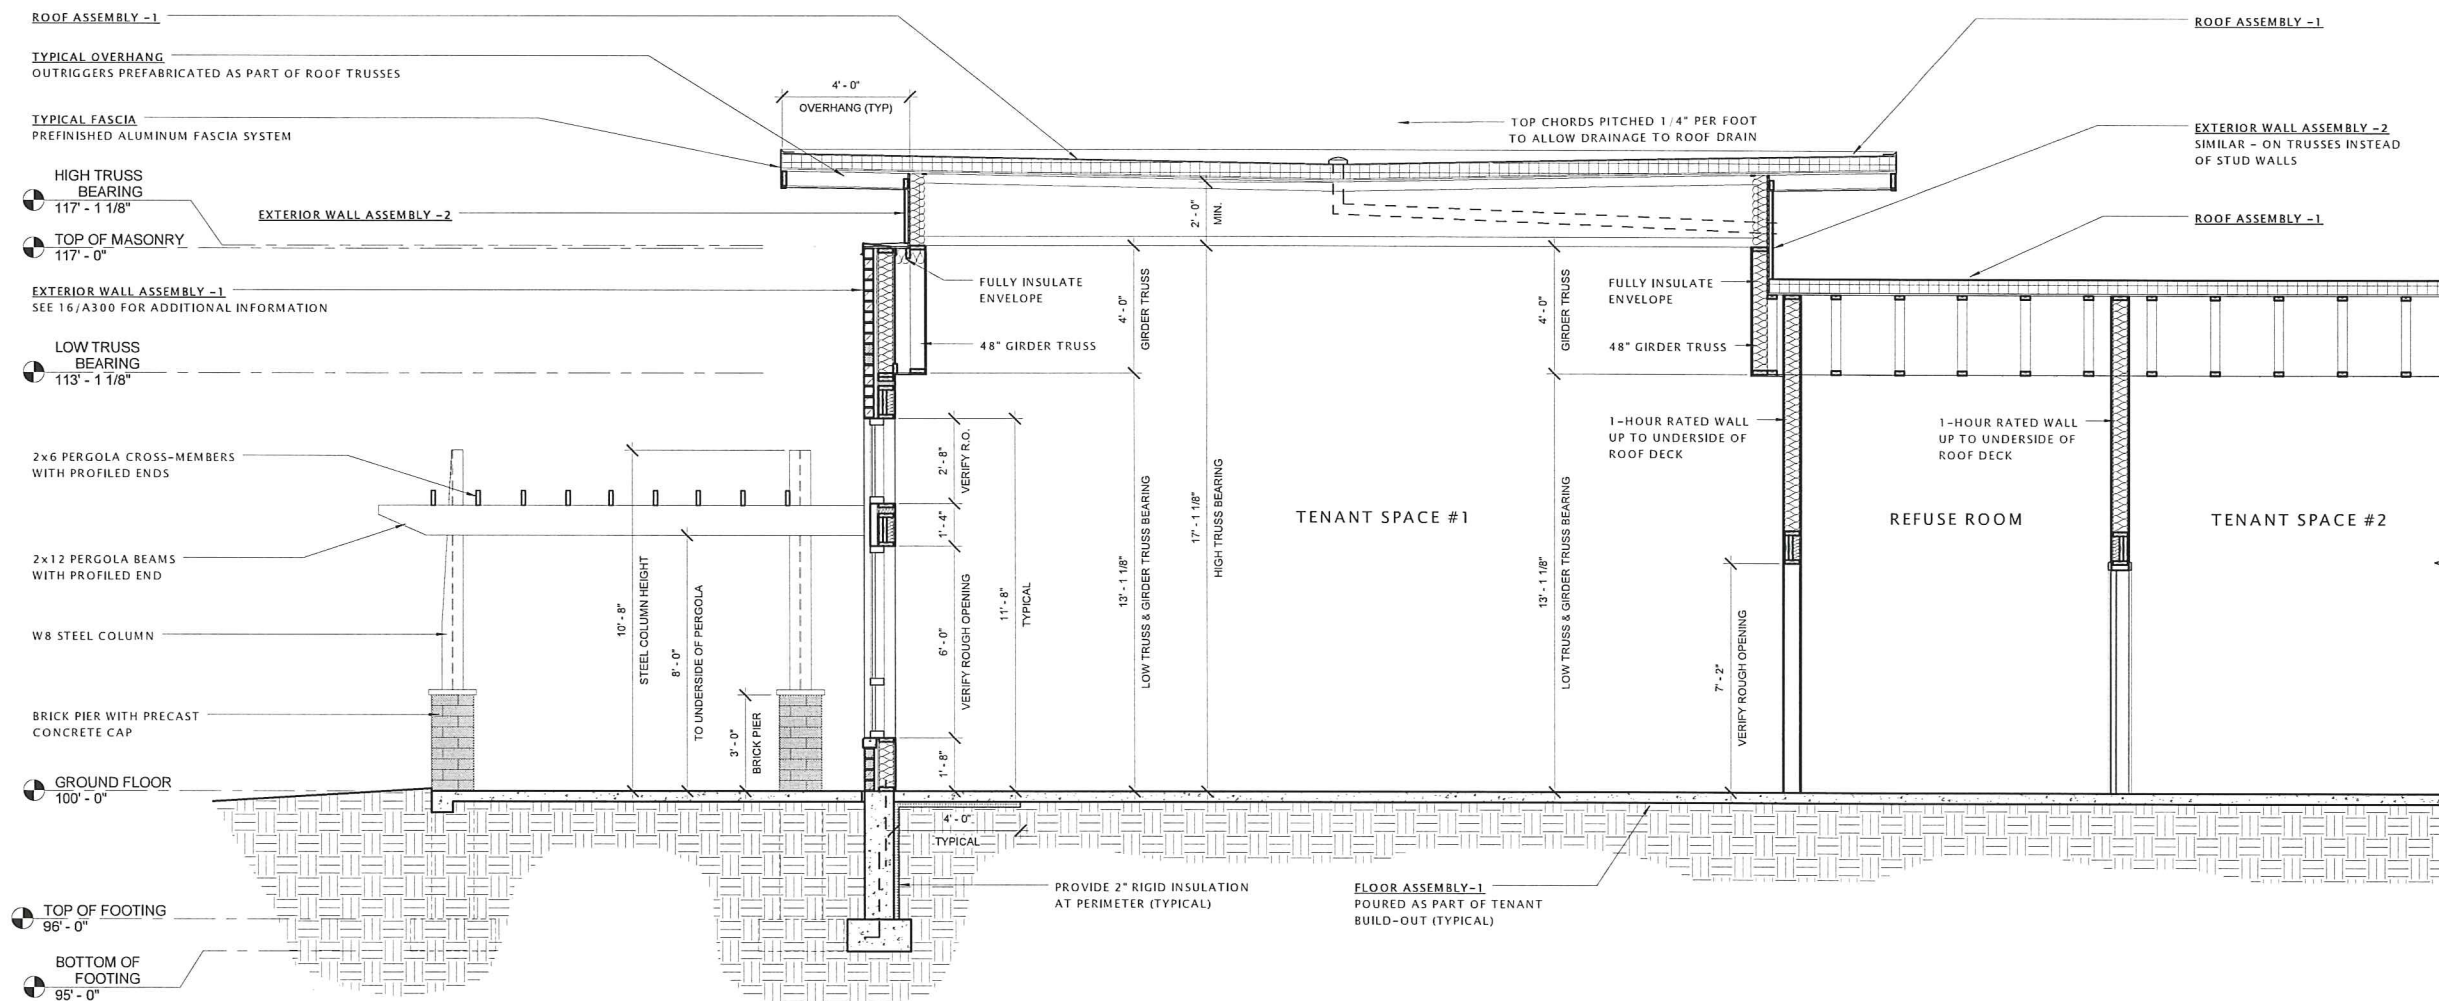 ROOF ASSEMBLY -1
TYPICAL OVERHANG
OUTRIGGERS PREFABRICATED AS PART OF ROOF TRUSSES
TYPICAL FASCIA
PREFINISHED ALUMINUM FASCIA SYSTEM
HIGH TRUSS
BEARING
117' - 1 1/8"
TOP OF MASONRY
117' - 0"
EXTERIOR WALL ASSEMBLY -1
SEE 16/A300 FOR ADDITIONAL INFORMATION
LOW TRUSS
BEARING
113' - 1 1/8"
2x6 PERGOLA CROSS-MEMBERS
WITH PROFILED ENDS
2x12 PERGOLA BEAMS
WITH PROFILED END
W8 STEEL COLUMN
BRICK PIER WITH PRECAST
CONCRETE CAP
GROUND FLOOR
100' - 0"
TOP OF FOOTING
96' - 0"
BOTTOM OF
FOOTING
95' - 0"
EXTERIOR WALL ASSEMBLY -2
4' - 0"
OVERHANG (TYP)
10' - 8"
STEEL COLUMN HEIGHT
8' - 0"
TO UNDERSIDE OF PERGOLA
3' - 0"
BRICK PIER
FULLY INSULATE
ENVELOPE
48" GIRDER TRUSS
2' - 8"
VERIFY R.O.
1' - 4"
6' - 0"
VERIFY ROUGH OPENING
1' - 8"
11' - 8"
TYPICAL
4' - 0"
TYPICAL
4' - 0"
GIRDER TRUSS
13' - 1 1/8"
LOW TRUSS & GIRDER TRUSS BEARING
2' - 0"
MIN.
17' - 1 1/8"
HIGH TRUSS BEARING
TOP CHORDS PITCHED 1/4" PER FOOT
TO ALLOW DRAINAGE TO ROOF DRAIN
TENANT SPACE #1
4' - 0"
GIRDER TRUSS
13' - 1 1/8"
LOW TRUSS & GIRDER TRUSS BEARING
FULLY INSULATE
ENVELOPE
48" GIRDER TRUSS
1-HOUR RATED WALL
UP TO UNDERSIDE OF
ROOF DECK
7' - 2"
VERIFY ROUGH OPENING
PROVIDE 2" RIGID INSULATION
AT PERIMETER (TYPICAL)
FLOOR ASSEMBLY-1
POURED AS PART OF TENANT
BUILD-OUT (TYPICAL)
ROOF ASSEMBLY -1
EXTERIOR WALL ASSEMBLY -2
SIMILAR - ON TRUSSES INSTEAD
OF STUD WALLS
ROOF ASSEMBLY -1
1-HOUR RATED WALL
UP TO UNDERSIDE OF
ROOF DECK
REFUSE ROOM
TENANT SPACE #2